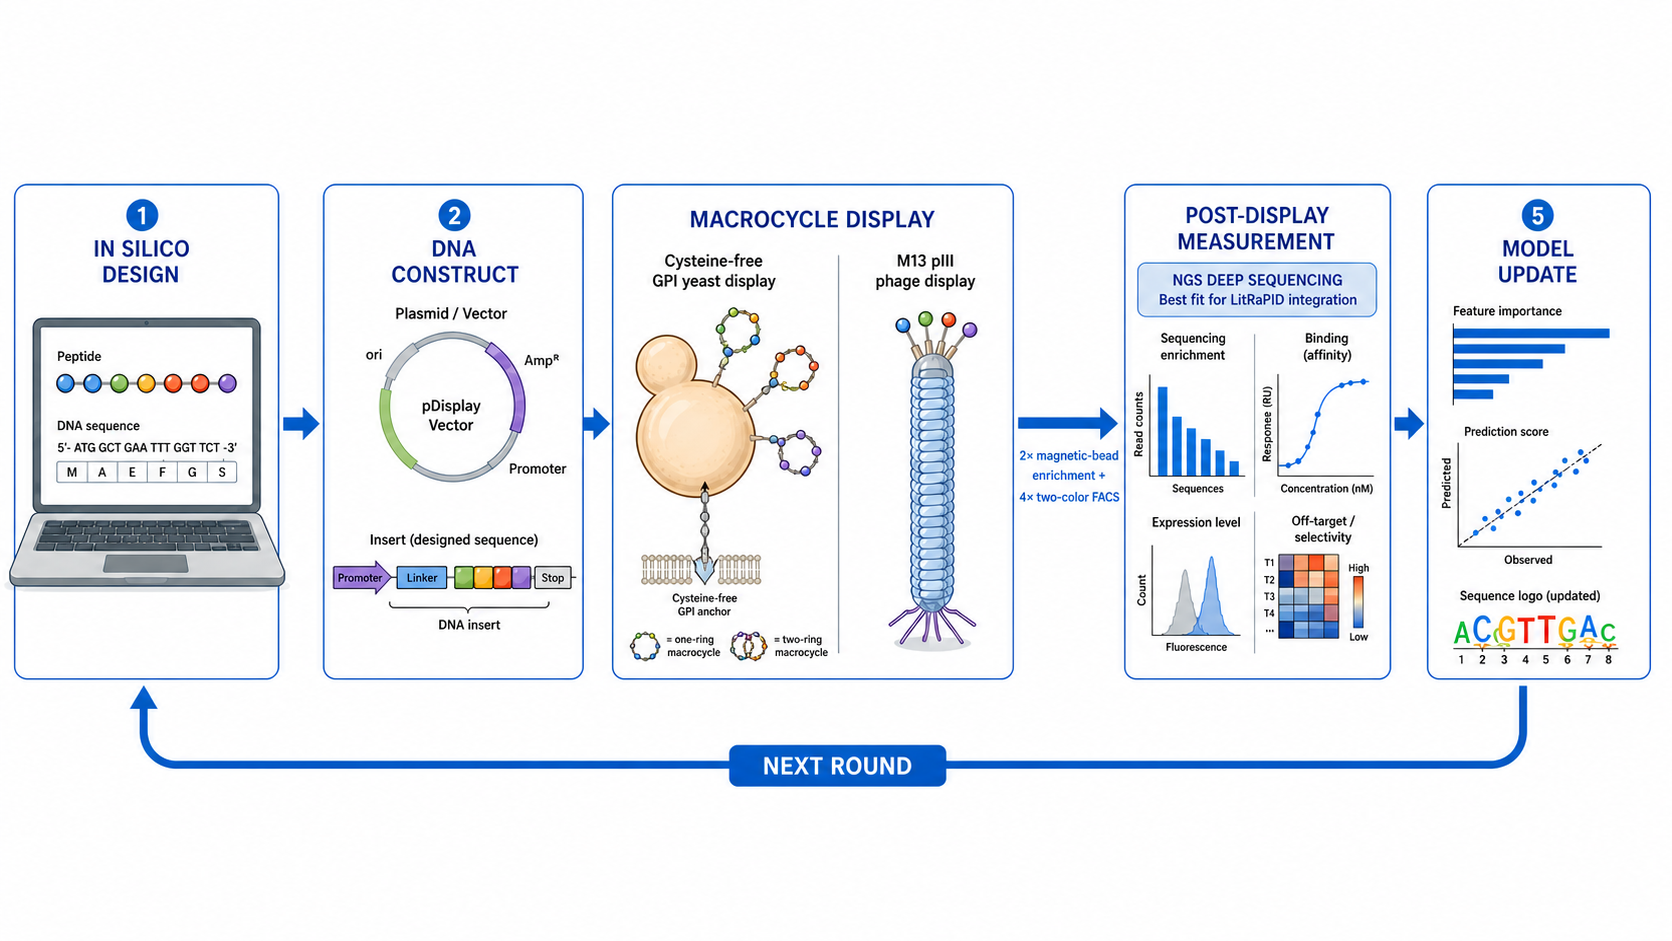 1
IN SILICO
DESIGN
Peptide
DNA sequence
5'- ATG GCT GAA TTT GGT TCT -3'
M A E F G S
2
DNA
CONSTRUCT
Plasmid / Vector
ori
Amp^R
pDisplay
Vector
Promoter
Insert (designed sequence)
Promoter Linker Stop
DNA insert
MACROCYCLE DISPLAY
Cysteine-free
GPI yeast display
Cysteine-free
GPI anchor
= one-ring
macrocycle
= two-ring
macrocycle
M13 pIII
phage display
2× magnetic-bead
enrichment +
4× two-color FACS
POST-DISPLAY
MEASUREMENT
NGS DEEP SEQUENCING
Best fit for LitRaPID integration
Sequencing
enrichment
Read counts
Sequences
Binding
(affinity)
Response (RU)
Concentration (nM)
Expression level
Count
Fluorescence
Off-target /
selectivity
T1
T2
T3
T4
...
High
Low
5
MODEL
UPDATE
Feature importance
Prediction score
Predicted
Observed
Sequence logo (updated)
ACGTTGAC
1 2 3 4 5 6 7 8
NEXT ROUND